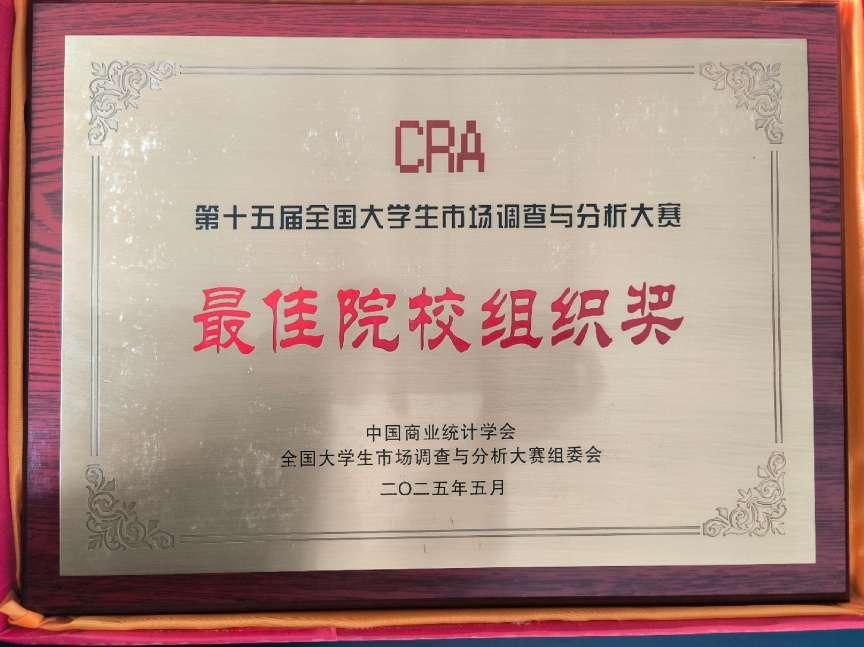 CRA
第十五届全国大学生市场调查与分析大赛
最佳院校组织奖
中国商业统计学会
全国大学生市场调查与分析大赛组委会
二〇二五年五月